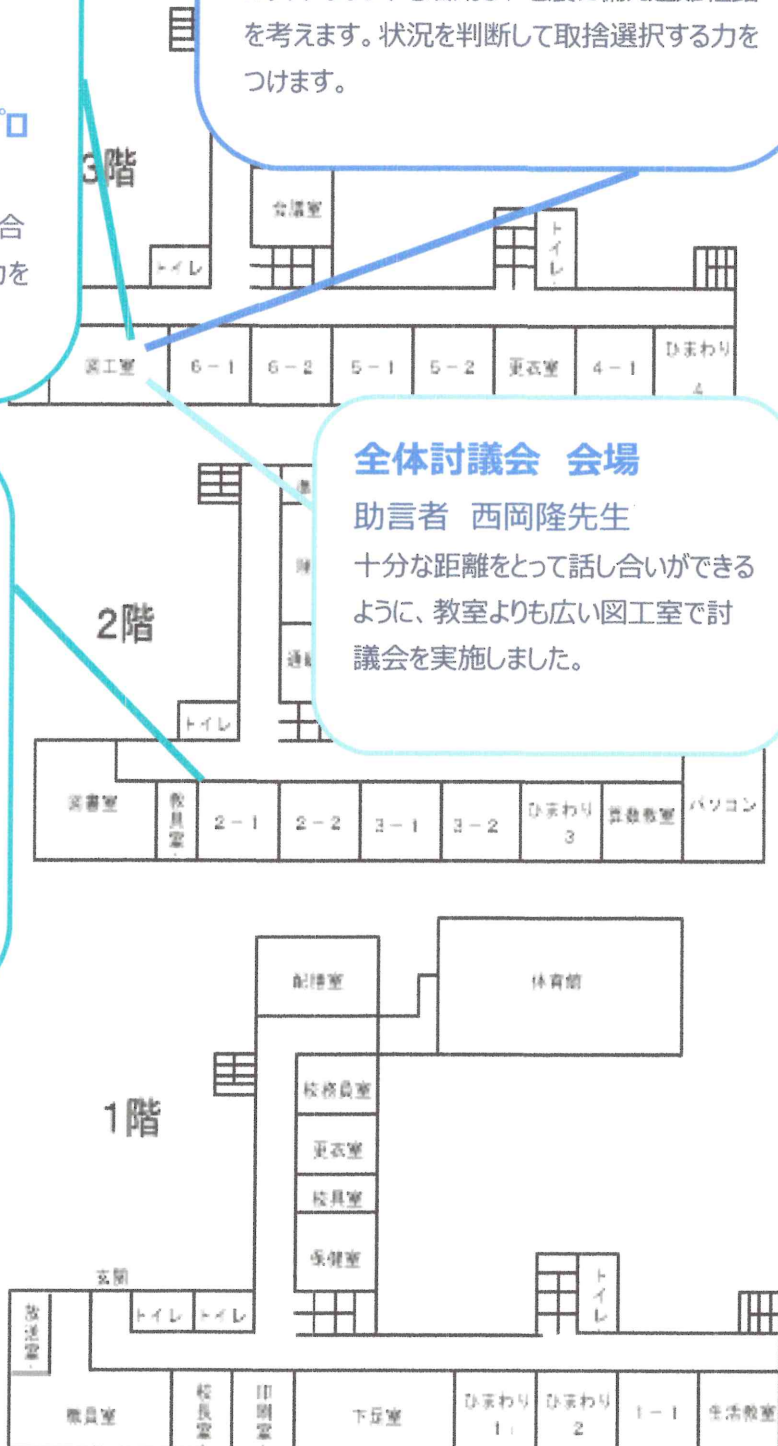 を考えます。状況を判断して取捨選択する力を
つけます。
プロ
3階
合
力を
会議室
トイレ
トイレ
図工室
6-1
6-2
5-1
5-2
更衣室
4-1
ひまわり
4
全体討議会 会場
助言者 西岡隆先生
十分な距離をとって話し合いができる
ように、教室よりも広い図工室で討
議会を実施しました。
2階
トイレ
図書室
教具室
2-1
2-2
3-1
3-2
ひまわり
3
算数教室
パソコン
配膳室
体育館
1階
校務員室
更衣室
校具室
保健室
玄関
放送室
トイレ
トイレ
トイレ
職員室
校長室
印刷室
下足室
ひまわり
1
ひまわり
2
1-1
生活教室